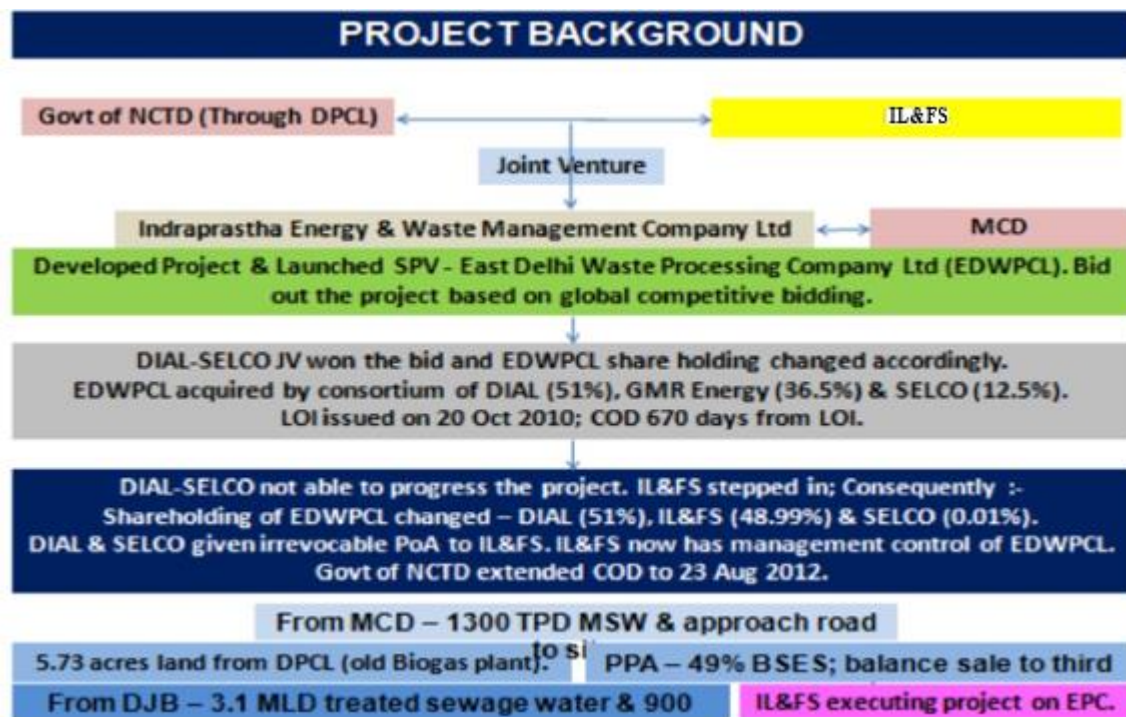 PROJECT BACKGROUND
Govt of NCTD (Through DPCL)
IL&FS
Joint Venture
Indraprastha Energy & Waste Management Company Ltd
MCD
Developed Project & Launched SPV - East Delhi Waste Processing Company Ltd (EDWPCL). Bid
out the project based on global competitive bidding.
DIAL-SELCO JV won the bid and EDWPCL share holding changed accordingly.
EDWPCL acquired by consortium of DIAL (51%), GMR Energy (36.5%) & SELCO (12.5%).
LOI issued on 20 Oct 2010; COD 670 days from LOI.
DIAL-SELCO not able to progress the project. IL&FS stepped in; Consequently :-
Shareholding of EDWPCL changed – DIAL (51%), IL&FS (48.99%) & SELCO (0.01%).
DIAL & SELCO given irrevocable PoA to IL&FS. IL&FS now has management control of EDWPCL.
Govt of NCTD extended COD to 23 Aug 2012.
From MCD – 1300 TPD MSW & approach road
to
5.73 acres land from DPCL (old Biogas plant).
PPA – 49% BSES; balance sale to third
From DJB – 3.1 MLD treated sewage water & 900
IL&FS executing project on EPC.